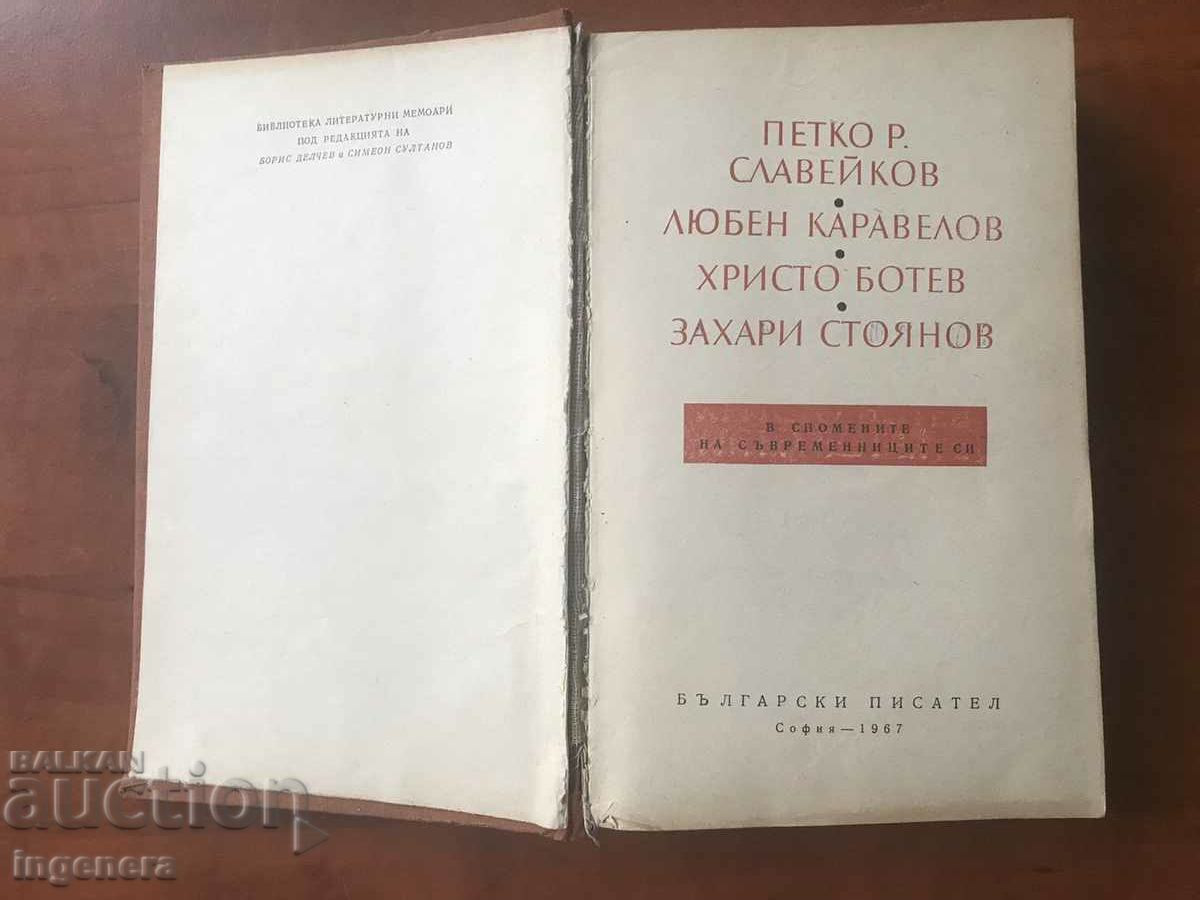 БИБЛИОТЕКА ЛИТЕРАТУРНИ МЕМОАРИ
ПОД РЕДАКЦИЯТА НА
БОРИС ДЕЛЧЕВ и СИМЕОН СУЛТАНОВ
ПЕТКО Р.
СЛАВЕЙКОВ
•
ЛЮБЕН КАРАВЕЛОВ
•
ХРИСТО БОТЕВ
•
ЗАХАРИ СТОЯНОВ
В СПОМЕНИТЕ
НА СЪВРЕМЕННИЦИТЕ СИ
БЪЛГАРСКИ ПИСАТЕЛ
София — 1967
BALKAN
auction
ingenera